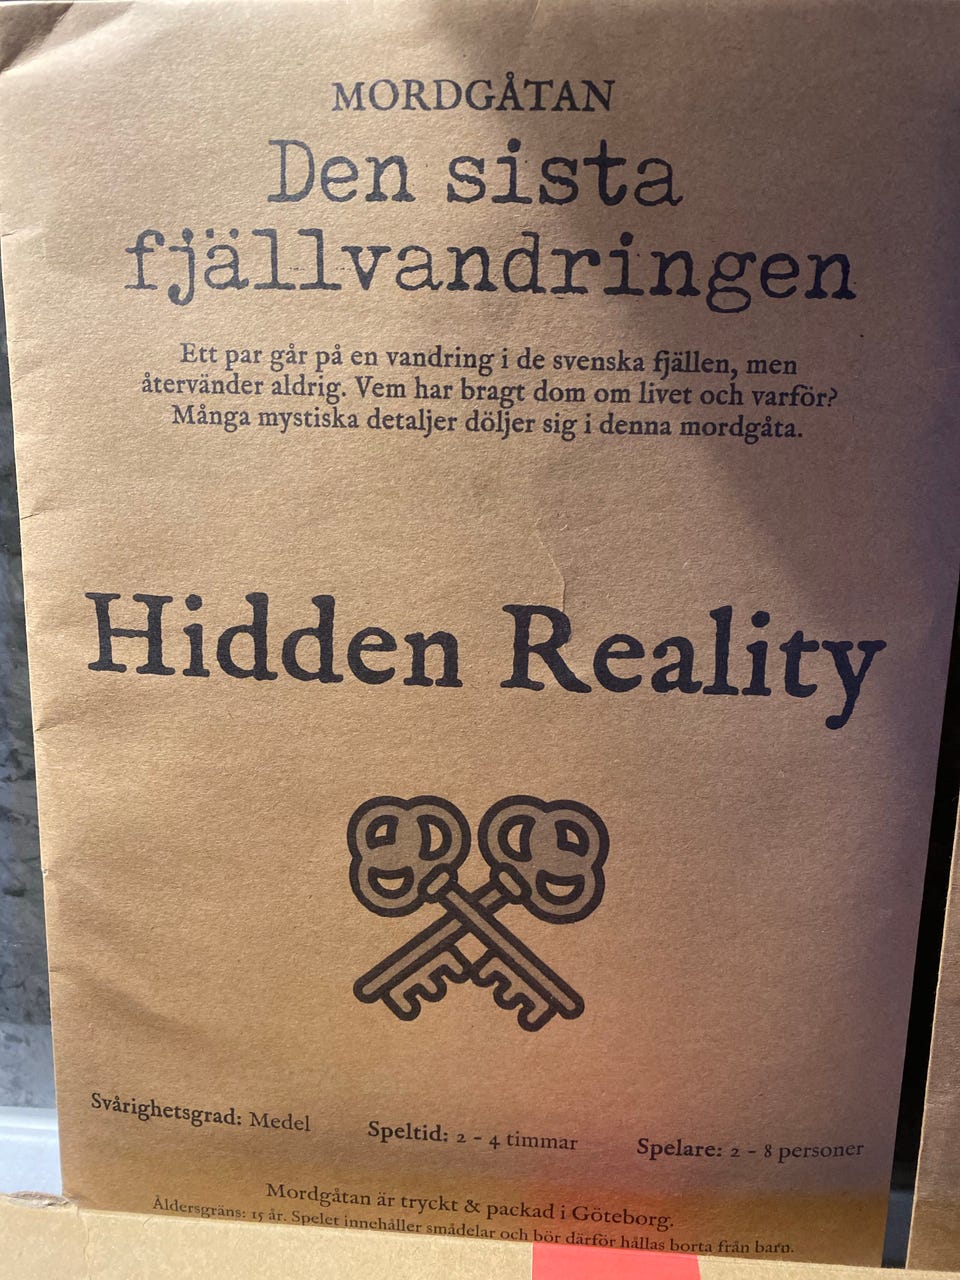 MORDGÅTAN
Den sista
fjällvandringen
Ett par går på en vandring i de svenska fjällen, men
återvänder aldrig. Vem har bragt dom om livet och varför?
Många mystiska detaljer döljer sig i denna mordgåta.
Hidden Reality
Svårighetsgrad: Medel
Speltid: 2 - 4 timmar
Spelare: 2 - 8 personer
Mordgåtan är tryckt & packad i Göteborg.
Åldersgräns: 15 år. Spelet innehåller smådelar och bör därför hållas borta från barn.